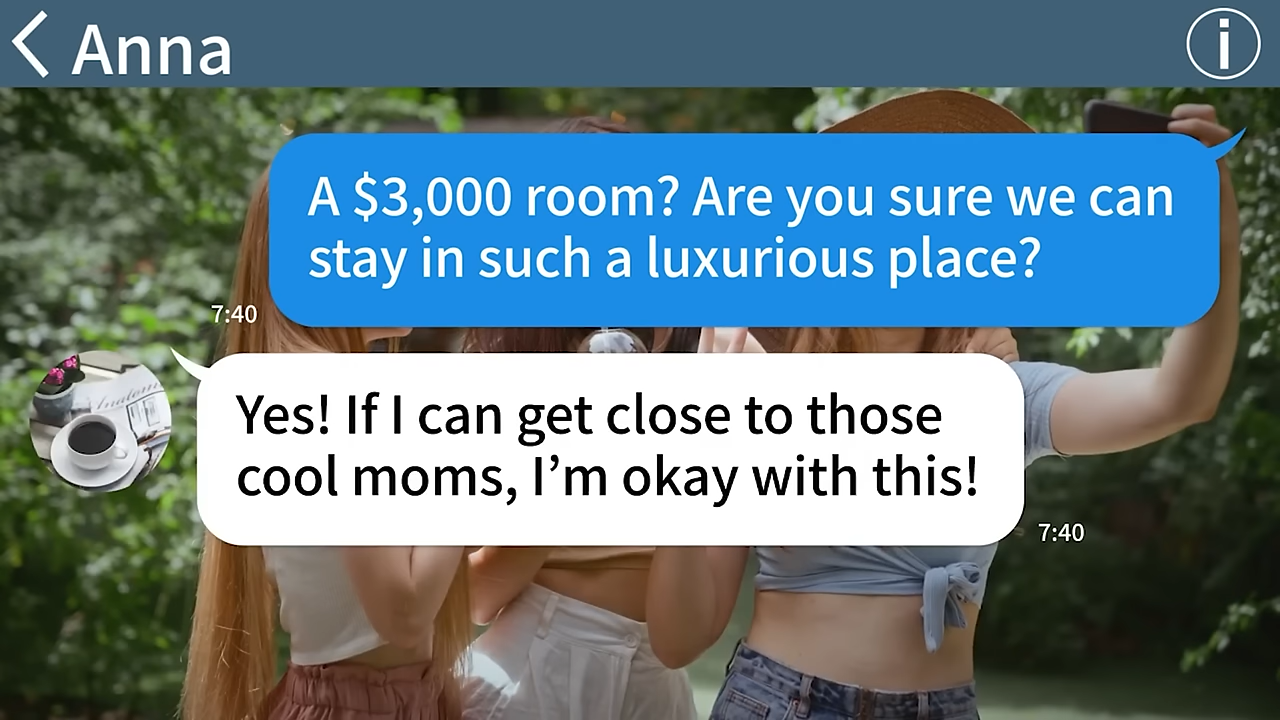 Anna
A $3,000 room? Are you sure we can
stay in such a luxurious place?
7:40
Yes! If I can get close to those
cool moms, I’m okay with this!
7:40